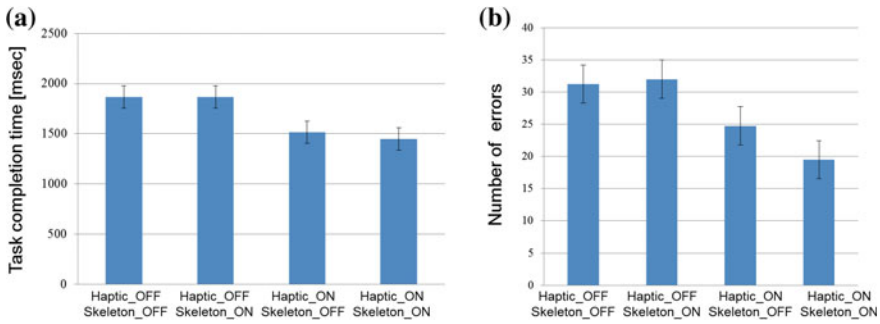 (a)
Task completion time [msec]
2500
2000
1500
1000
500
0
Haptic_OFF Haptic_OFF Haptic_ON Haptic_ON
Skeleton_OFF Skeleton_ON Skeleton_OFF Skeleton_ON
(b)
Number of errors
40
35
30
25
20
15
10
5
0
Haptic_OFF Haptic_OFF Haptic_ON Haptic_ON
Skeleton_OFF Skeleton_ON Skeleton_OFF Skeleton_ON